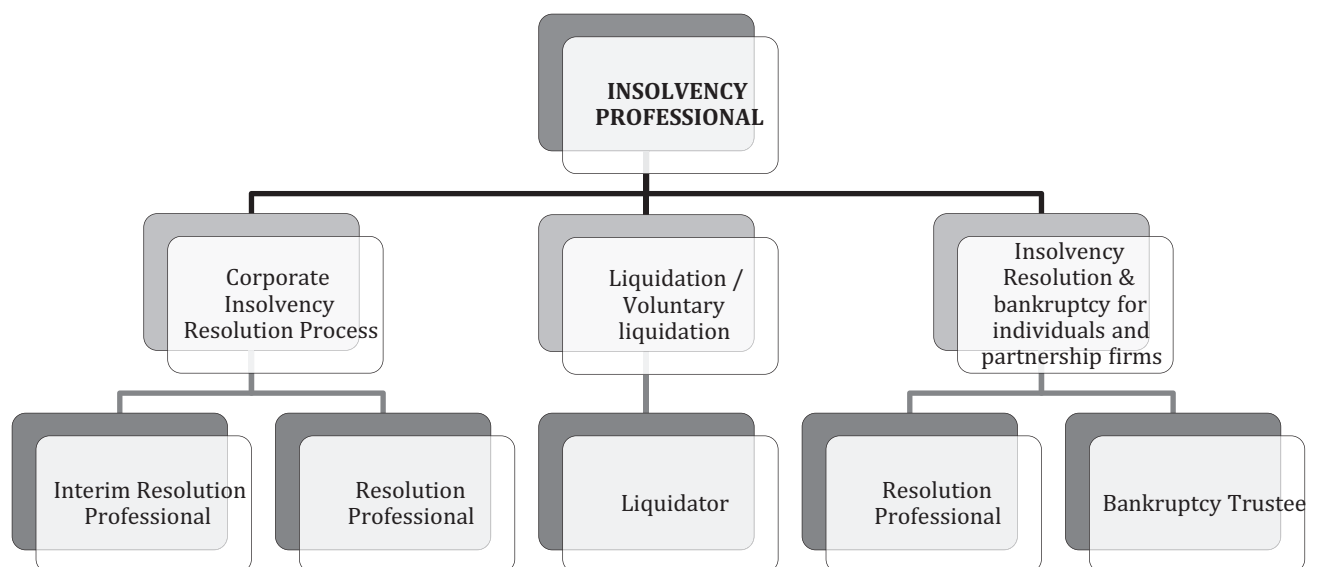 INSOLVENCY
PROFESSIONAL
Corporate
Insolvency
Resolution Process
Liquidation /
Voluntary
liquidation
Insolvency
Resolution &
bankruptcy for
individuals and
partnership firms
Interim Resolution
Professional
Resolution
Professional
Liquidator
Resolution
Professional
Bankruptcy Trustee